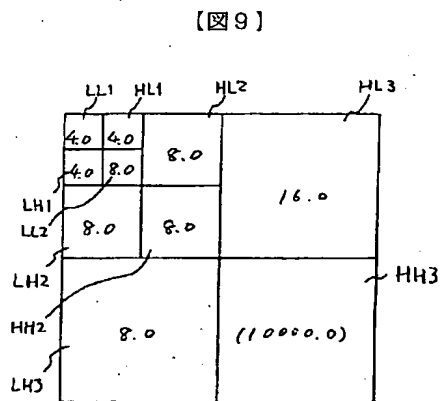 【図9】
LL1 HL1 HL2 HL3
4.0 4.0 8.0
4.0 8.0 16.0
LH1
LL2
8.0 8.0
LH2
HH2 HH3
8.0 (10000.0)
LH3